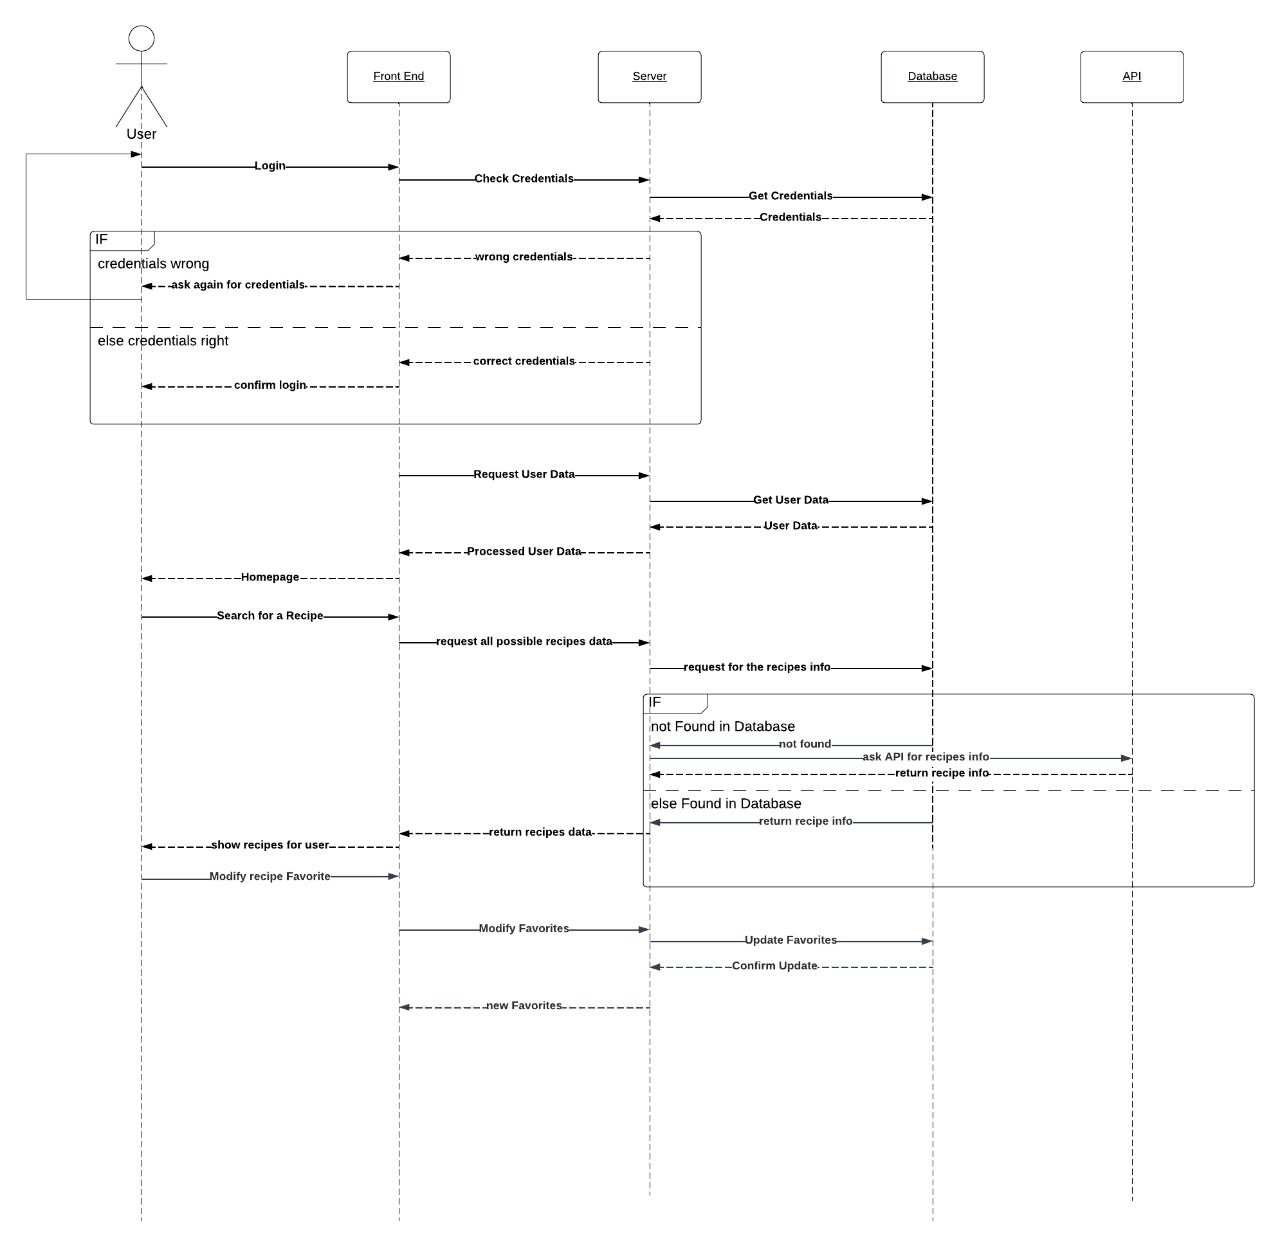 Front End
Server
Database
API
User
Login
Check Credentials
Get Credentials
Credentials
IF
credentials wrong
wrong credentials
ask again for credentials
else credentials right
correct credentials
confirm login
Request User Data
Get User Data
User Data
Processed User Data
Homepage
Search for a Recipe
request all possible recipes data
request for the recipes info
IF
not Found in Database
not found
ask API for recipes info
return recipe info
else Found in Database
return recipe info
return recipes data
show recipes for user
Modify recipe Favorite
Modify Favorites
Update Favorites
Confirm Update
new Favorites